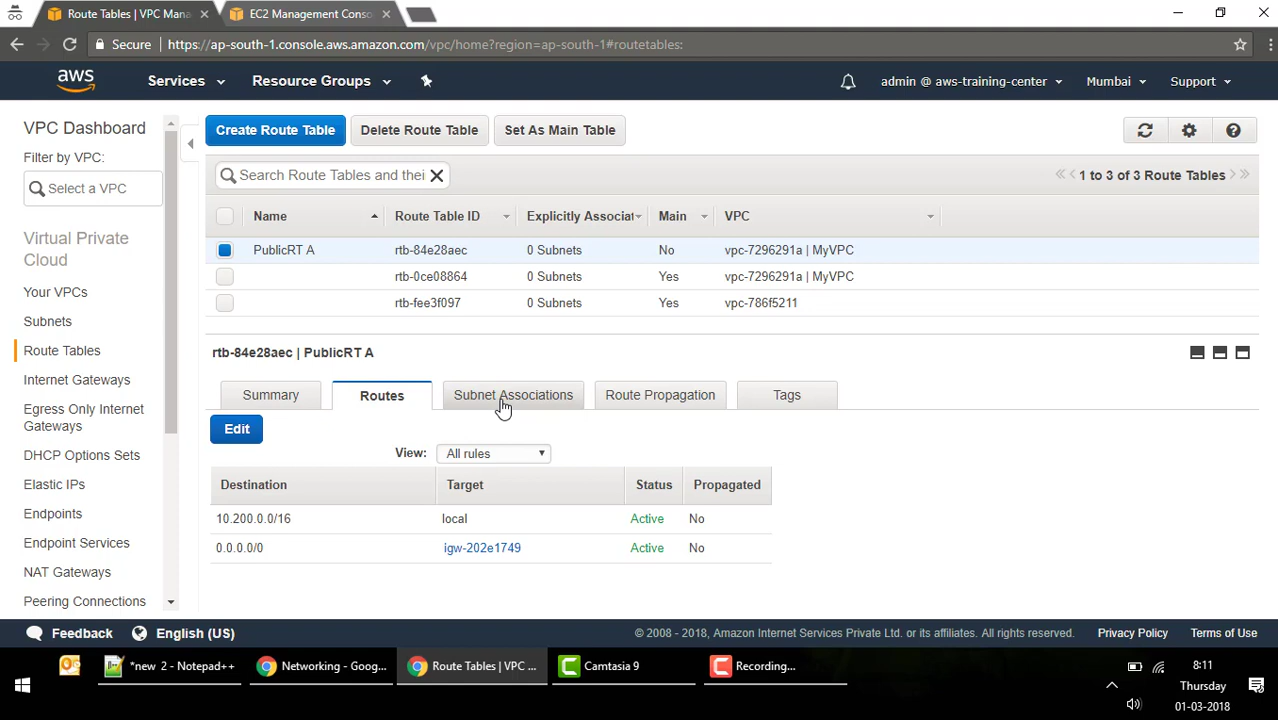 Route Tables | VPC Mana
EC2 Management Conso
Secure
https://ap-south-1.console.aws.amazon.com/vpc/home?region=ap-south-1#routetables:
aws
Services
Resource Groups
admin @ aws-training-center
Mumbai
Support
VPC Dashboard
Filter by VPC:
Select a VPC
Virtual Private
Cloud
Your VPCs
Subnets
Route Tables
Internet Gateways
Egress Only Internet
Gateways
DHCP Options Sets
Elastic IPs
Endpoints
Endpoint Services
NAT Gateways
Peering Connections
Create Route Table
Delete Route Table
Set As Main Table
Search Route Tables and thei
1 to 3 of 3 Route Tables
Name Route Table ID Explicitly Associat Main VPC
PublicRT A rtb-84e28aec 0 Subnets No vpc-7296291a | MyVPC
rtb-0ce08864 0 Subnets Yes vpc-7296291a | MyVPC
rtb-fee3f097 0 Subnets Yes vpc-786f5211
rtb-84e28aec | PublicRT A
Summary
Routes
Subnet Associations
Route Propagation
Tags
Edit
View: All rules
Destination Target Status Propagated
10.200.0.0/16 local Active No
0.0.0.0/0 igw-202e1749 Active No
Feedback
English (US)
© 2008 - 2018, Amazon Internet Services Private Ltd. or its affiliates. All rights reserved.
Privacy Policy
Terms of Use
*new 2 - Notepad++
Networking - Goog...
Route Tables | VPC ...
Camtasia 9
Recording...
8:11
Thursday
01-03-2018